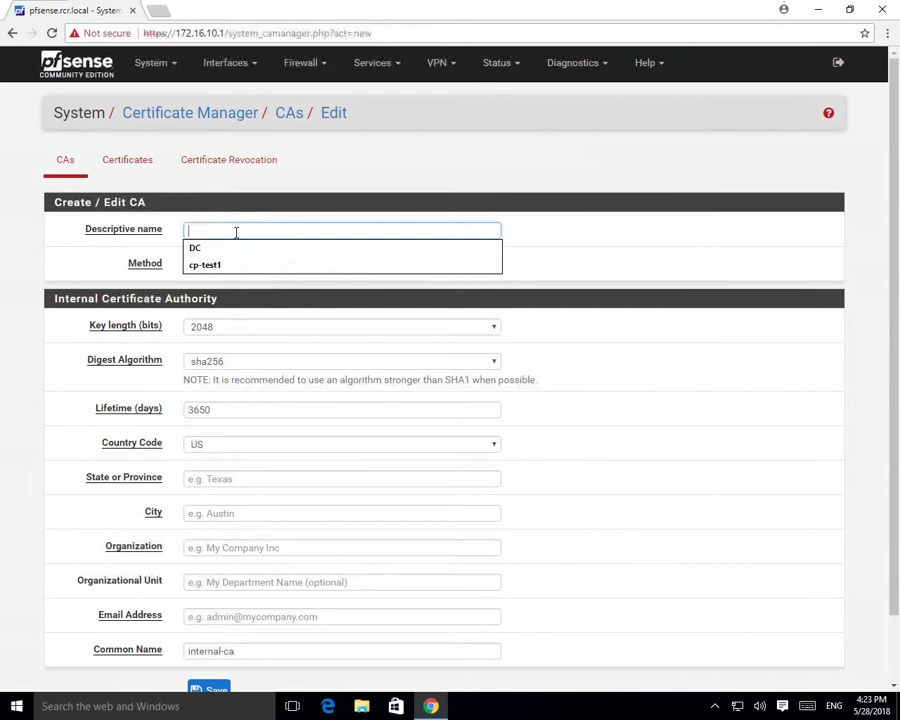 pfsense.rcr.local - System
Not secure https://172.16.10.1/system_camanager.php?act=new
pfsense
COMMUNITY EDITION
System Interfaces Firewall Services VPN Status Diagnostics Help
System / Certificate Manager / CAs / Edit
CAs Certificates Certificate Revocation
Create / Edit CA
Descriptive name
DC
Method cp-test1
Internal Certificate Authority
Key length (bits) 2048
Digest Algorithm sha256
NOTE: It is recommended to use an algorithm stronger than SHA1 when possible.
Lifetime (days) 3650
Country Code US
State or Province e.g. Texas
City e.g. Austin
Organization e.g. My Company Inc
Organizational Unit e.g. My Department Name (optional)
Email Address e.g. admin@mycompany.com
Common Name internal-ca
Save
Search the web and Windows
ENG
4:23 PM
5/28/2018